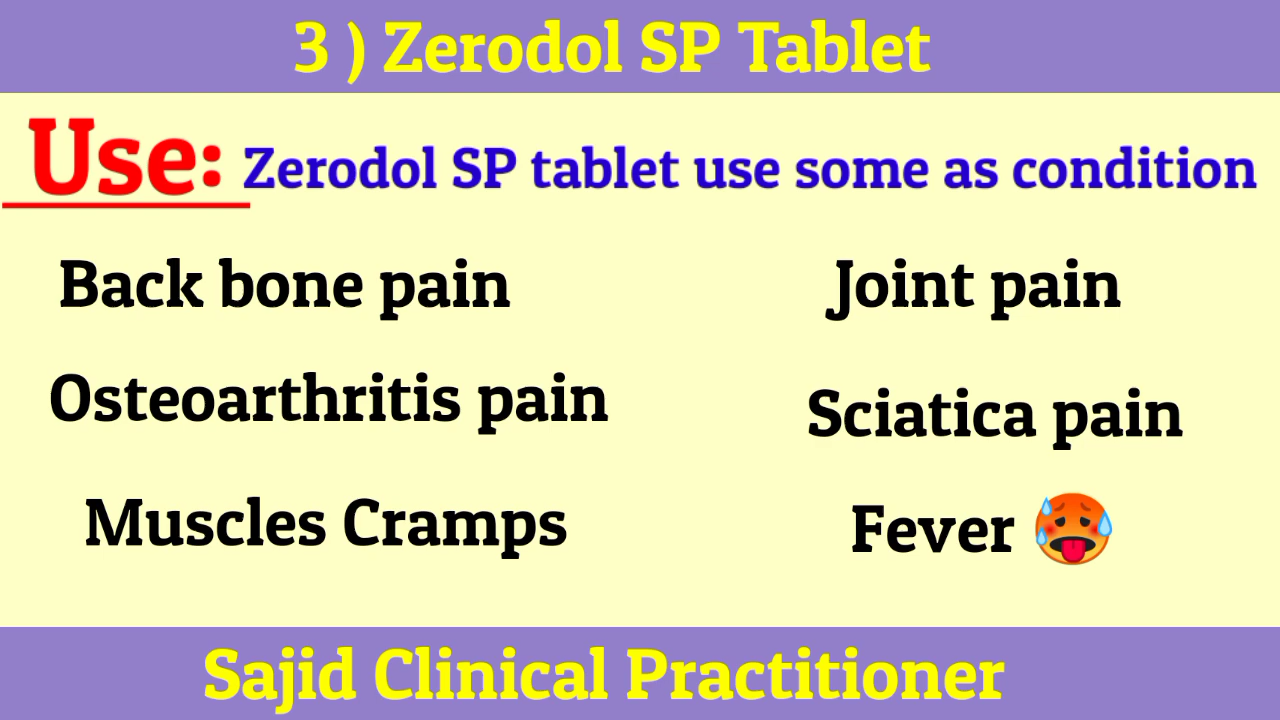 3 ) Zerodol SP Tablet
Use: Zerodol SP tablet use some as condition
Back bone pain
Joint pain
Osteoarthritis pain
Sciatica pain
Muscles Cramps
Fever 🥵
Sajid Clinical Practitioner